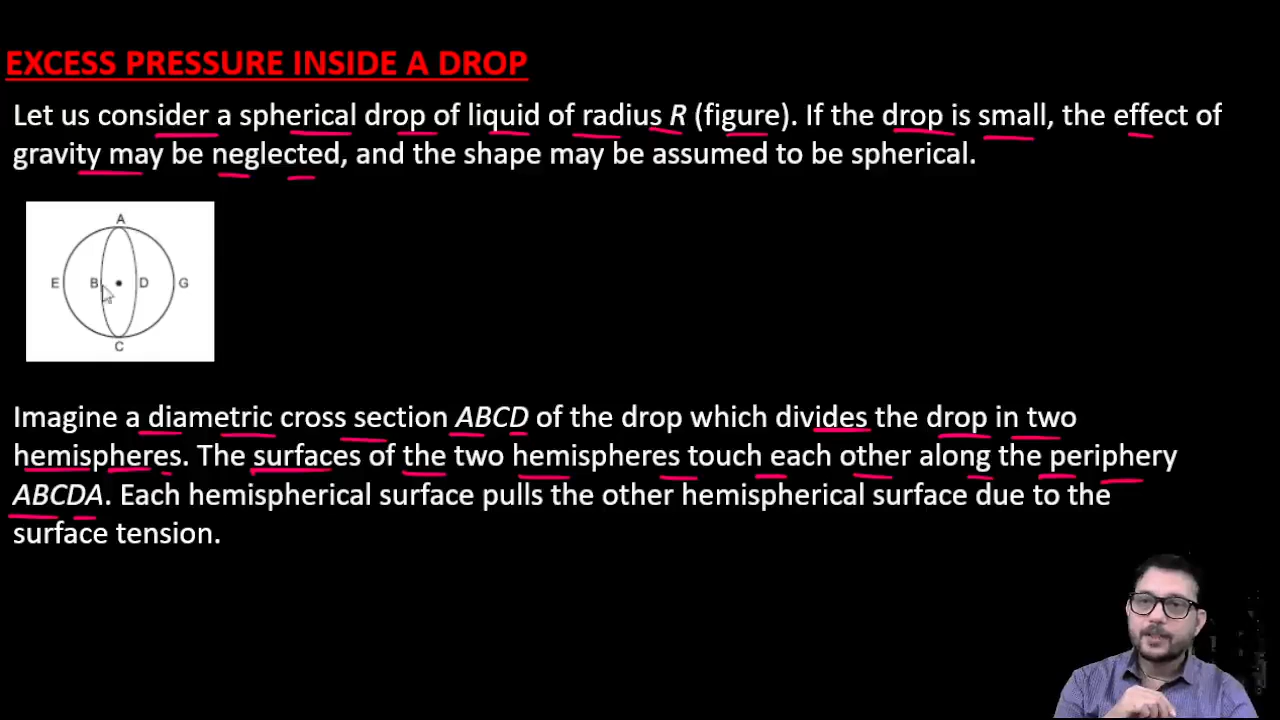 EXCESS PRESSURE INSIDE A DROP
Let us consider a spherical drop of liquid of radius R (figure). If the drop is small, the effect of
gravity may be neglected, and the shape may be assumed to be spherical.
A
E B D G
C
Imagine a diametric cross section ABCD of the drop which divides the drop in two
hemispheres. The surfaces of the two hemispheres touch each other along the periphery
ABCDA. Each hemispherical surface pulls the other hemispherical surface due to the
surface tension.